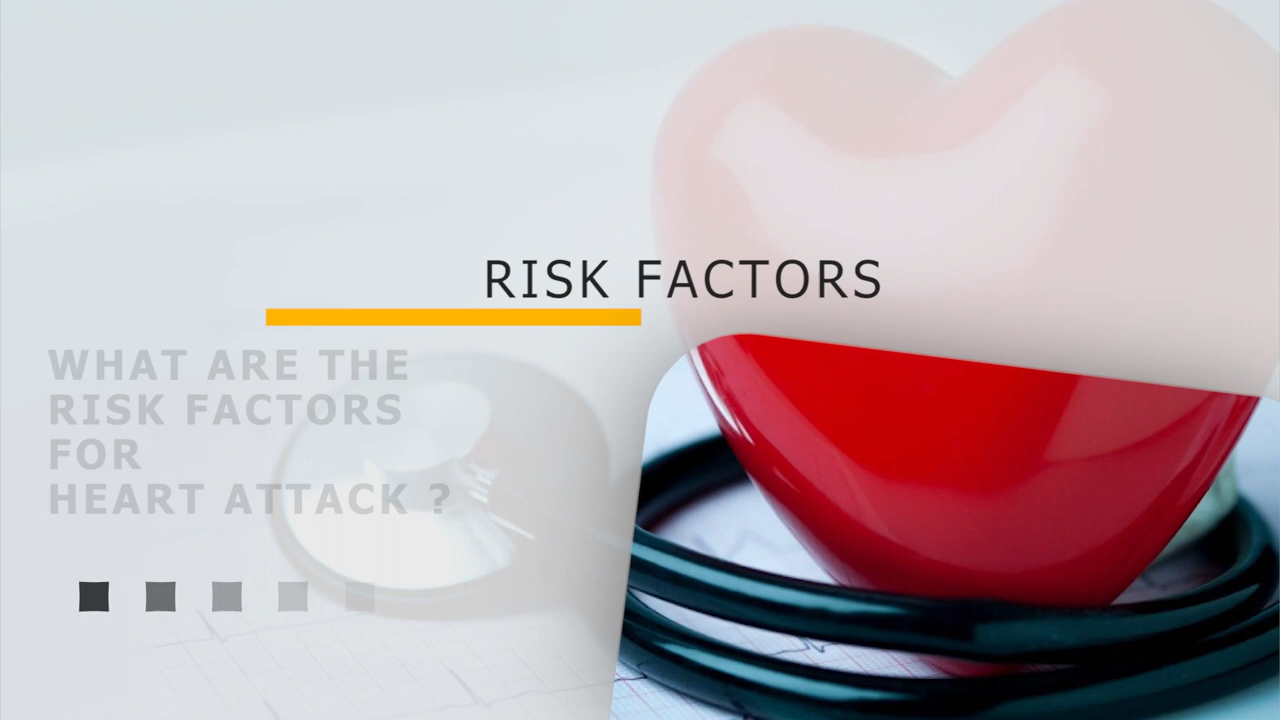 RISK FACTORS
WHAT ARE THE
RISK FACTORS
FOR
HEART ATTACK ?